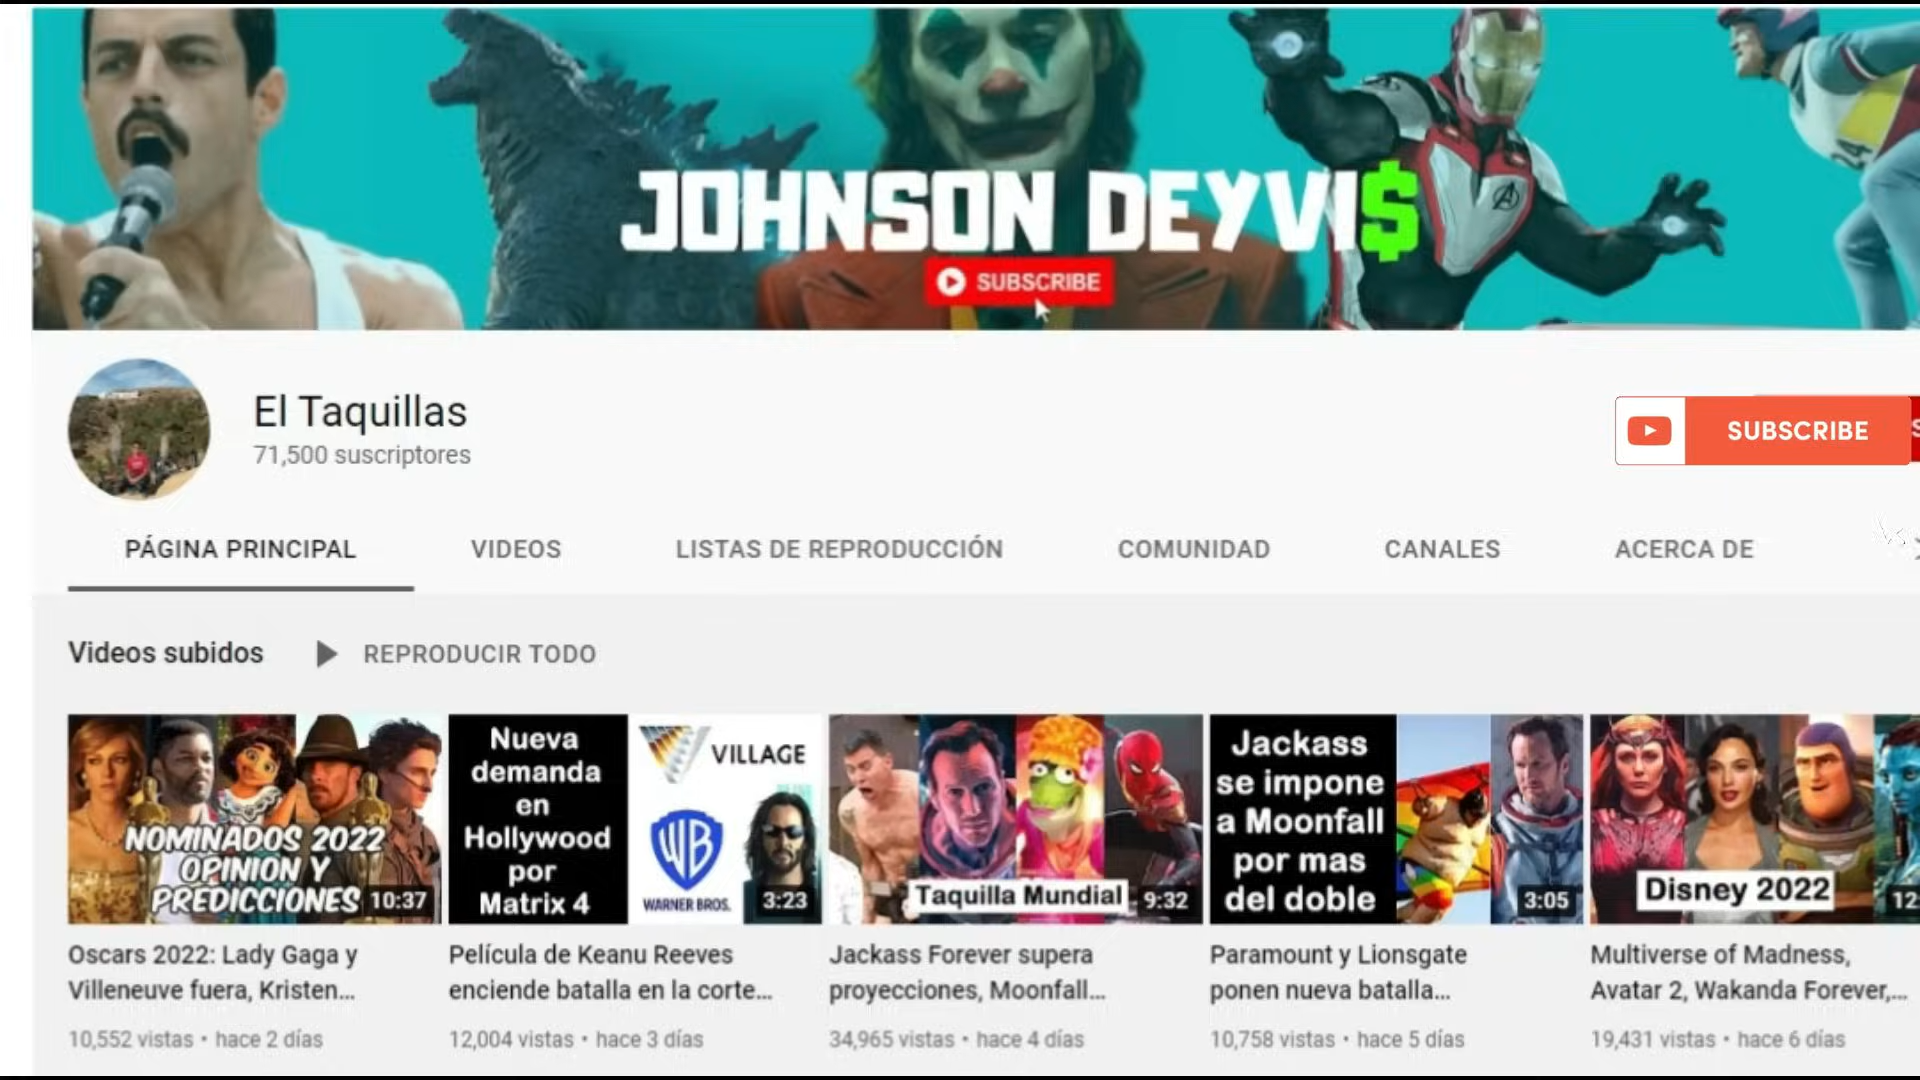 JOHNSON DEYVI$
SUBSCRIBE
El Taquillas
71,500 suscriptores
SUBSCRIBE
PÁGINA PRINCIPAL
VIDEOS
LISTAS DE REPRODUCCIÓN
COMUNIDAD
CANALES
ACERCA DE
Videos subidos
REPRODUCIR TODO
NOMINADOS 2022
OPINION Y
PREDICCIONES
10:37
Nueva
demanda
en
Hollywood
por
Matrix 4
VILLAGE
WB
WARNER BROS.
3:23
Taquilla Mundial
9:32
Jackass
se impone
a Moonfall
por mas
del doble
3:05
Disney 2022
12:
Oscars 2022: Lady Gaga y
Villeneuve fuera, Kristen...
10,552 vistas • hace 2 días
Película de Keanu Reeves
enciende batalla en la corte...
12,004 vistas • hace 3 días
Jackass Forever supera
proyecciones, Moonfall...
34,965 vistas • hace 4 días
Paramount y Lionsgate
ponen nueva batalla...
10,758 vistas • hace 5 días
Multiverse of Madness,
Avatar 2, Wakanda Forever,...
19,431 vistas • hace 6 días